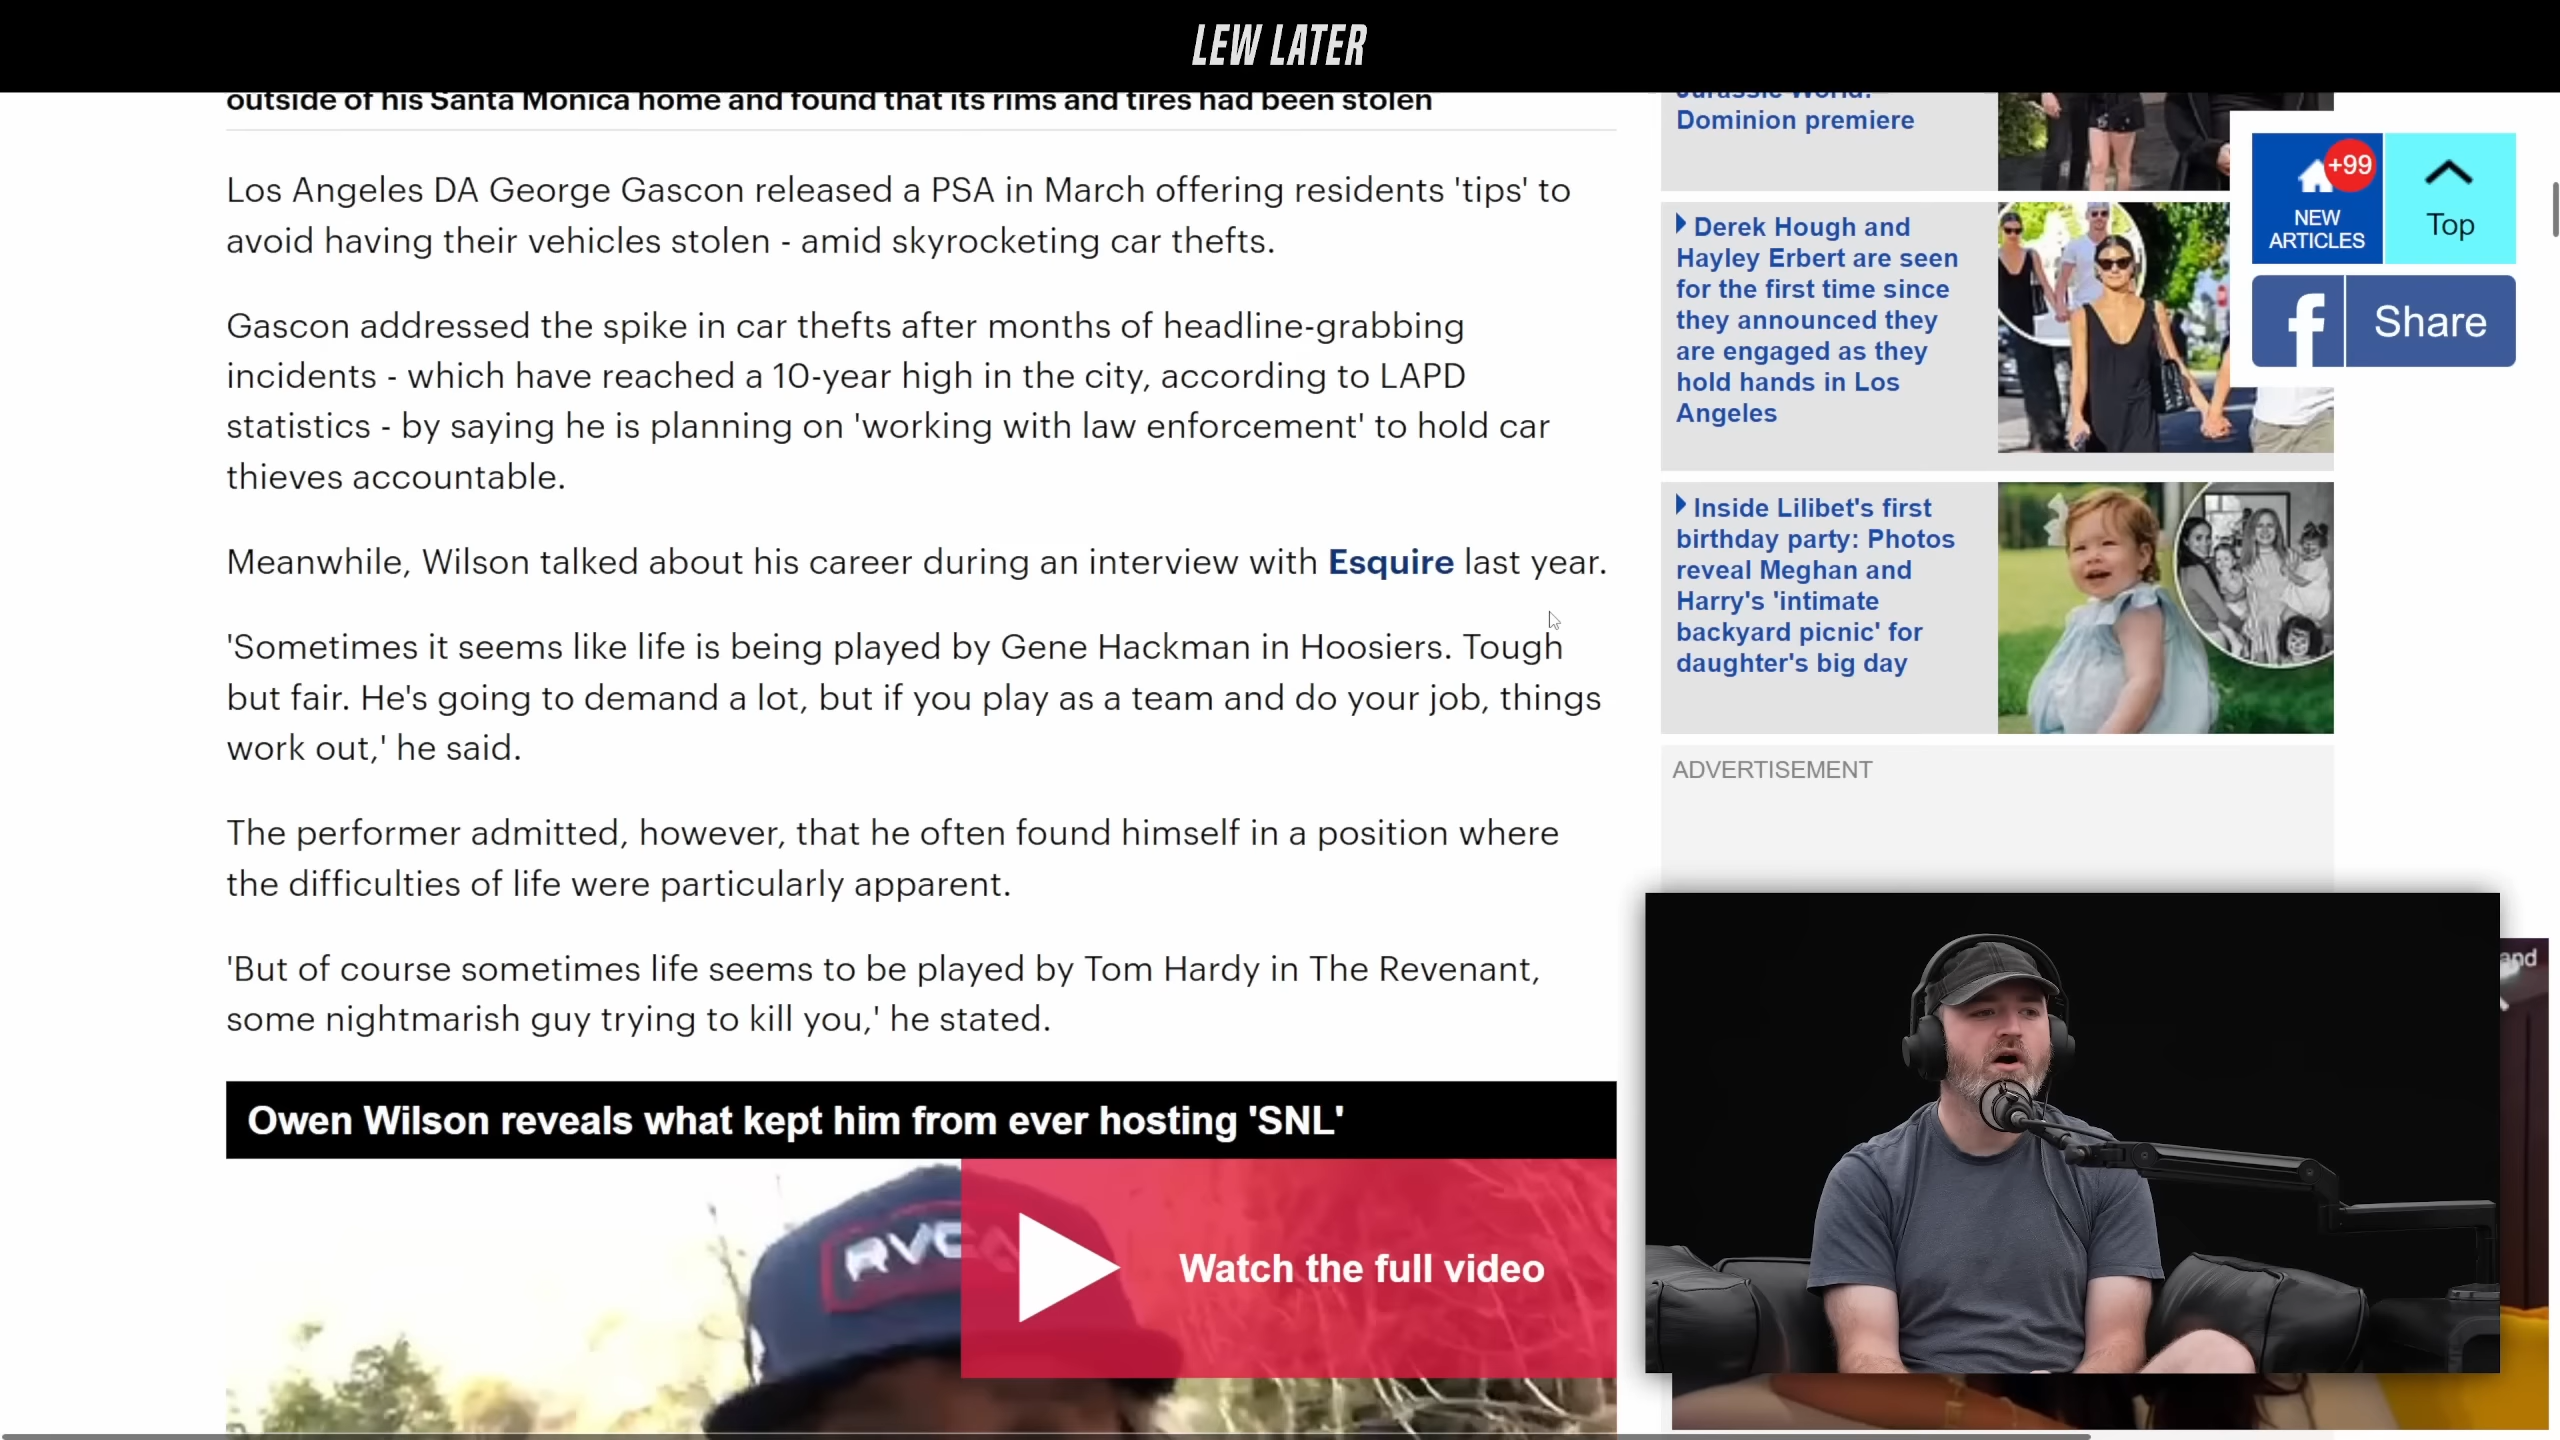 LEW LATER
outside of his Santa Monica home and found that its rims and tires had been stolen
Los Angeles DA George Gascon released a PSA in March offering residents 'tips' to
avoid having their vehicles stolen - amid skyrocketing car thefts.
Gascon addressed the spike in car thefts after months of headline-grabbing
incidents - which have reached a 10-year high in the city, according to LAPD
statistics - by saying he is planning on 'working with law enforcement' to hold car
thieves accountable.
Meanwhile, Wilson talked about his career during an interview with Esquire last year.
'Sometimes it seems like life is being played by Gene Hackman in Hoosiers. Tough
but fair. He's going to demand a lot, but if you play as a team and do your job, things
work out,' he said.
The performer admitted, however, that he often found himself in a position where
the difficulties of life were particularly apparent.
'But of course sometimes life seems to be played by Tom Hardy in The Revenant,
some nightmarish guy trying to kill you,' he stated.
Owen Wilson reveals what kept him from ever hosting 'SNL'
RVCA
Watch the full video
Jurassic World:
Dominion premiere
Derek Hough and
Hayley Erbert are seen
for the first time since
they announced they
are engaged as they
hold hands in Los
Angeles
Inside Lilibet's first
birthday party: Photos
reveal Meghan and
Harry's 'intimate
backyard picnic' for
daughter's big day
ADVERTISEMENT
+99
NEW
ARTICLES
Top
f Share
and